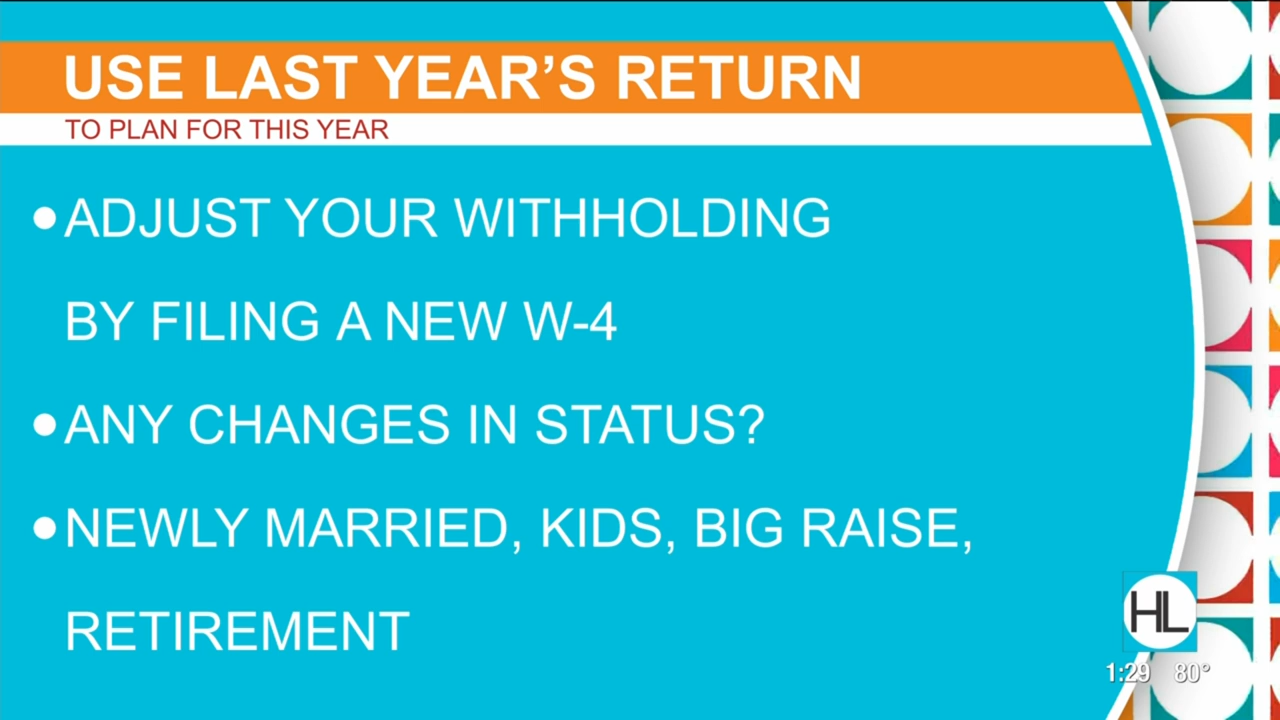 USE LAST YEAR’S RETURN
TO PLAN FOR THIS YEAR
●ADJUST YOUR WITHHOLDING
BY FILING A NEW W-4
●ANY CHANGES IN STATUS?
●NEWLY MARRIED, KIDS, BIG RAISE,
RETIREMENT
HL
1:29 80°